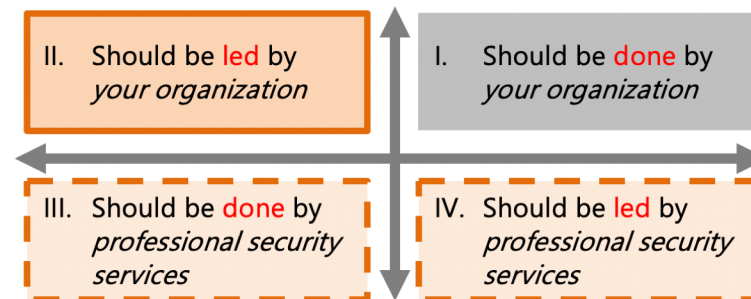 II. Should be led by
your organization
I. Should be done by
your organization
III. Should be done by
professional security
services
IV. Should be led by
professional security
services